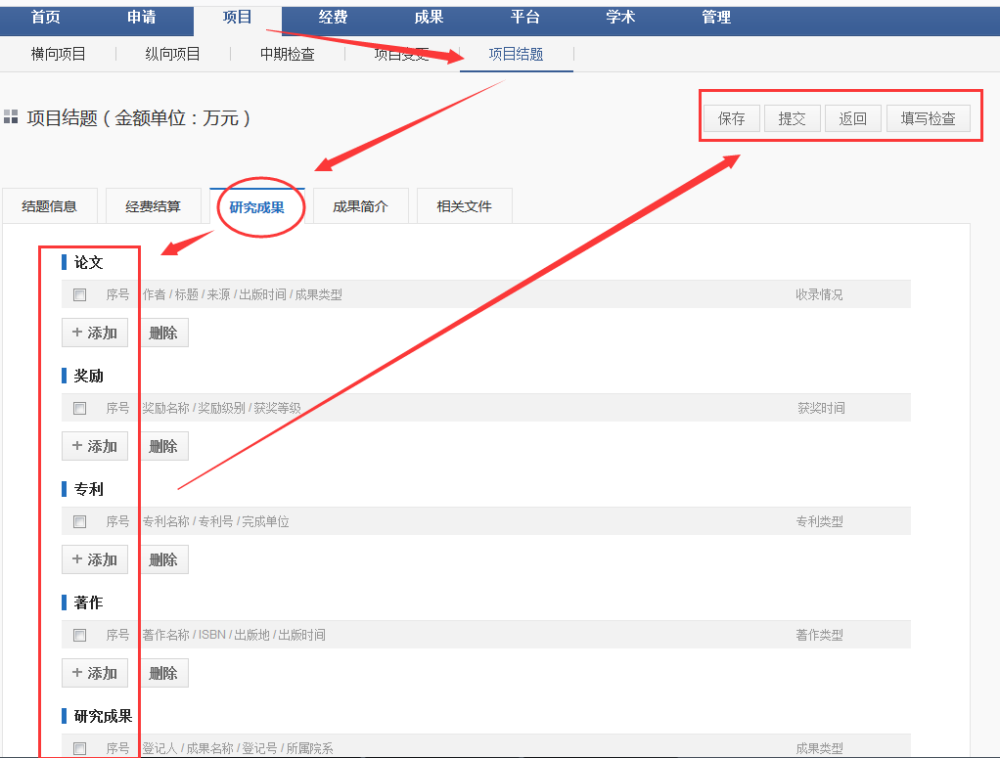 首页 申请 项目 经费 成果 平台 学术 管理
横向项目 纵向项目 中期检查 项目变更 项目结题
项目结题（金额单位：万元） 保存 提交 返回 填写检查
结题信息 经费结算 研究成果 成果简介 相关文件
论文
序号 作者 / 标题 / 来源 / 出版时间 / 成果类型 收录情况
+ 添加 删除
奖励
序号 奖励名称 / 奖励级别 / 获奖等级 获奖时间
+ 添加 删除
专利
序号 专利名称 / 专利号 / 完成单位 专利类型
+ 添加 删除
著作
序号 著作名称 / ISBN / 出版地 / 出版时间 著作类型
+ 添加 删除
研究成果
序号 登记人 / 成果名称 / 登记号 / 所属院系 成果类型